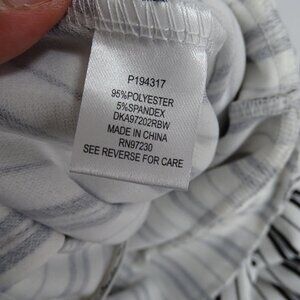 P194317
95%POLYESTER
5%SPANDEX
DKA97202RBW
MADE IN CHINA
RN97230
SEE REVERSE FOR CARE